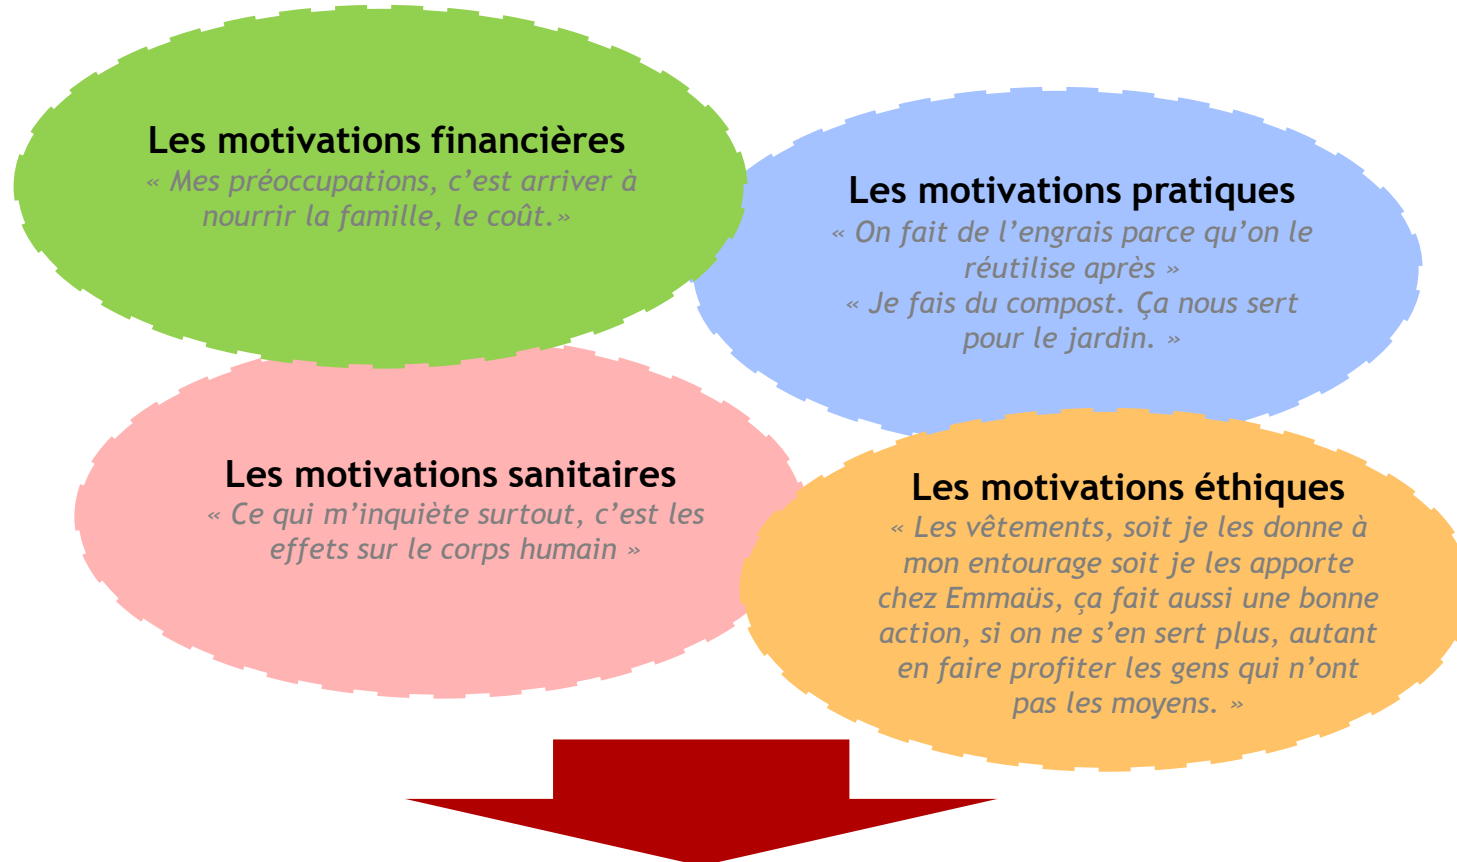 Les motivations financières
« Mes préoccupations, c’est arriver à
nourrir la famille, le coût.»
Les motivations pratiques
« On fait de l’engrais parce qu’on le
réutilise après »
« Je fais du compost. Ça nous sert
pour le jardin. »
Les motivations sanitaires
« Ce qui m’inquiète surtout, c’est les
effets sur le corps humain »
Les motivations éthiques
« Les vêtements, soit je les donne à
mon entourage soit je les apporte
chez Emmaüs, ça fait aussi une bonne
action, si on ne s’en sert plus, autant
en faire profiter les gens qui n’ont
pas les moyens. »